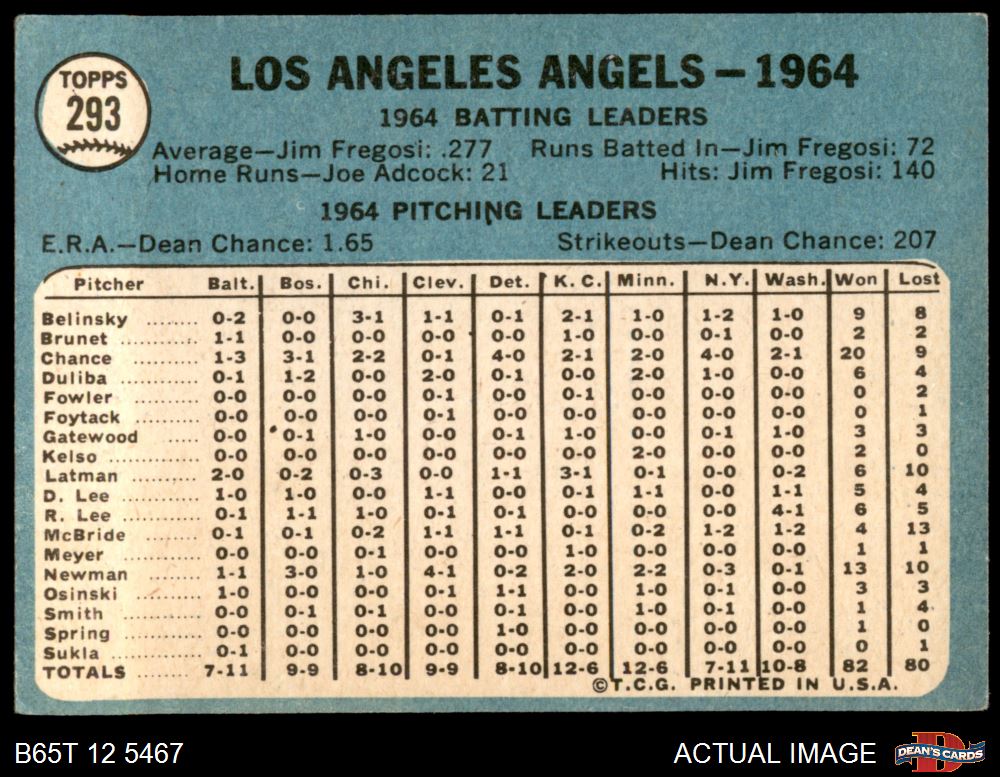 TOPPS
293
LOS ANGELES ANGELS — 1964
1964 BATTING LEADERS
Average—Jim Fregosi: .277 Runs Batted In—Jim Fregosi: 72
Home Runs—Joe Adcock: 21 Hits: Jim Fregosi: 140
1964 PITCHING LEADERS
E.R.A.—Dean Chance: 1.65 Strikeouts—Dean Chance: 207
Pitcher Balt. Bos. Chi. Clev. Det. K. C. Minn. N.Y. Wash. Won Lost
Belinsky ........ 0-2 0-0 3-1 1-1 0-1 2-1 1-0 1-2 1-0 9 8
Brunet ............ 1-1 0-0 0-0 0-0 0-0 1-0 0-0 0-1 0-0 2 2
Chance ............ 1-3 3-1 2-2 0-1 4-0 2-1 2-0 4-0 2-1 20 9
Duliba ............ 0-1 1-2 0-0 2-0 0-1 0-0 2-0 1-0 0-0 6 4
Fowler ............ 0-0 0-0 0-0 0-1 0-0 0-1 0-0 0-0 0-0 0 2
Foytack .......... 0-0 0-0 0-0 0-0 0-1 0-0 0-0 0-0 0-0 0 1
Gatewood ..... 0-0 0-1 1-0 0-0 0-1 1-0 0-0 0-1 1-0 3 3
Kelso .............. 0-0 0-0 0-0 0-0 0-0 0-0 2-0 0-0 0-0 2 0
Latman ........... 2-0 0-2 0-3 0-0 1-1 3-1 0-1 0-0 0-2 6 10
D. Lee ............ 1-0 1-0 0-0 1-1 0-0 0-1 1-1 0-0 1-1 5 4
R. Lee ............ 0-1 1-1 1-0 0-1 0-1 0-0 0-0 0-0 4-1 6 5
McBride ......... 0-1 0-1 0-2 1-1 1-1 0-1 0-2 1-2 1-2 4 13
Meyer ............. 0-0 0-0 0-1 0-0 0-0 1-0 0-0 0-0 0-0 1 1
Newman ........ 1-1 3-0 1-0 4-1 0-2 2-0 2-2 0-3 0-1 13 10
Osinski ........... 1-0 0-0 0-0 0-1 1-1 0-0 1-0 0-1 0-0 3 3
Smith .............. 0-0 0-1 0-1 0-0 0-1 0-0 1-0 0-1 0-0 1 4
Spring ............ 0-0 0-0 0-0 0-0 1-0 0-0 0-0 0-0 0-0 1 0
Sukla .............. 0-1 0-0 0-0 0-0 0-0 0-0 0-0 0-0 0-0 0 1
TOTALS .......... 7-11 9-9 8-10 9-9 8-10 12-6 12-6 7-11 10-8 82 80
©T.C.G. PRINTED IN U.S.A.
B65T 12 5467 ACTUAL IMAGE DEAN'S CARDS